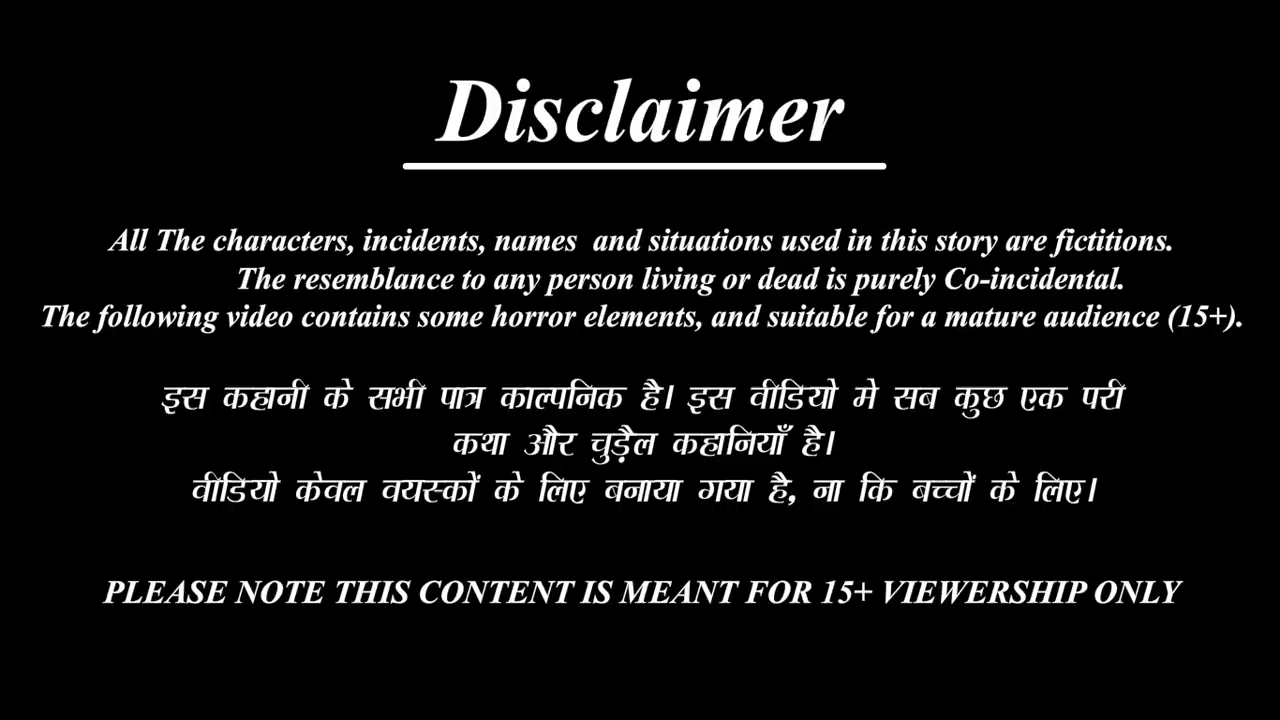 Disclaimer
All The characters, incidents, names and situations used in this story are fictitions.
The resemblance to any person living or dead is purely Co-incidental.
The following video contains some horror elements, and suitable for a mature audience (15+).
इस कहानी के सभी पात्र काल्पनिक है। इस वीडियो मे सब कुछ एक परी
कथा और चुड़ैल कहानियाँ है।
वीडियो केवल वयस्कों के लिए बनाया गया है, ना कि बच्चों के लिए।
PLEASE NOTE THIS CONTENT IS MEANT FOR 15+ VIEWERSHIP ONLY